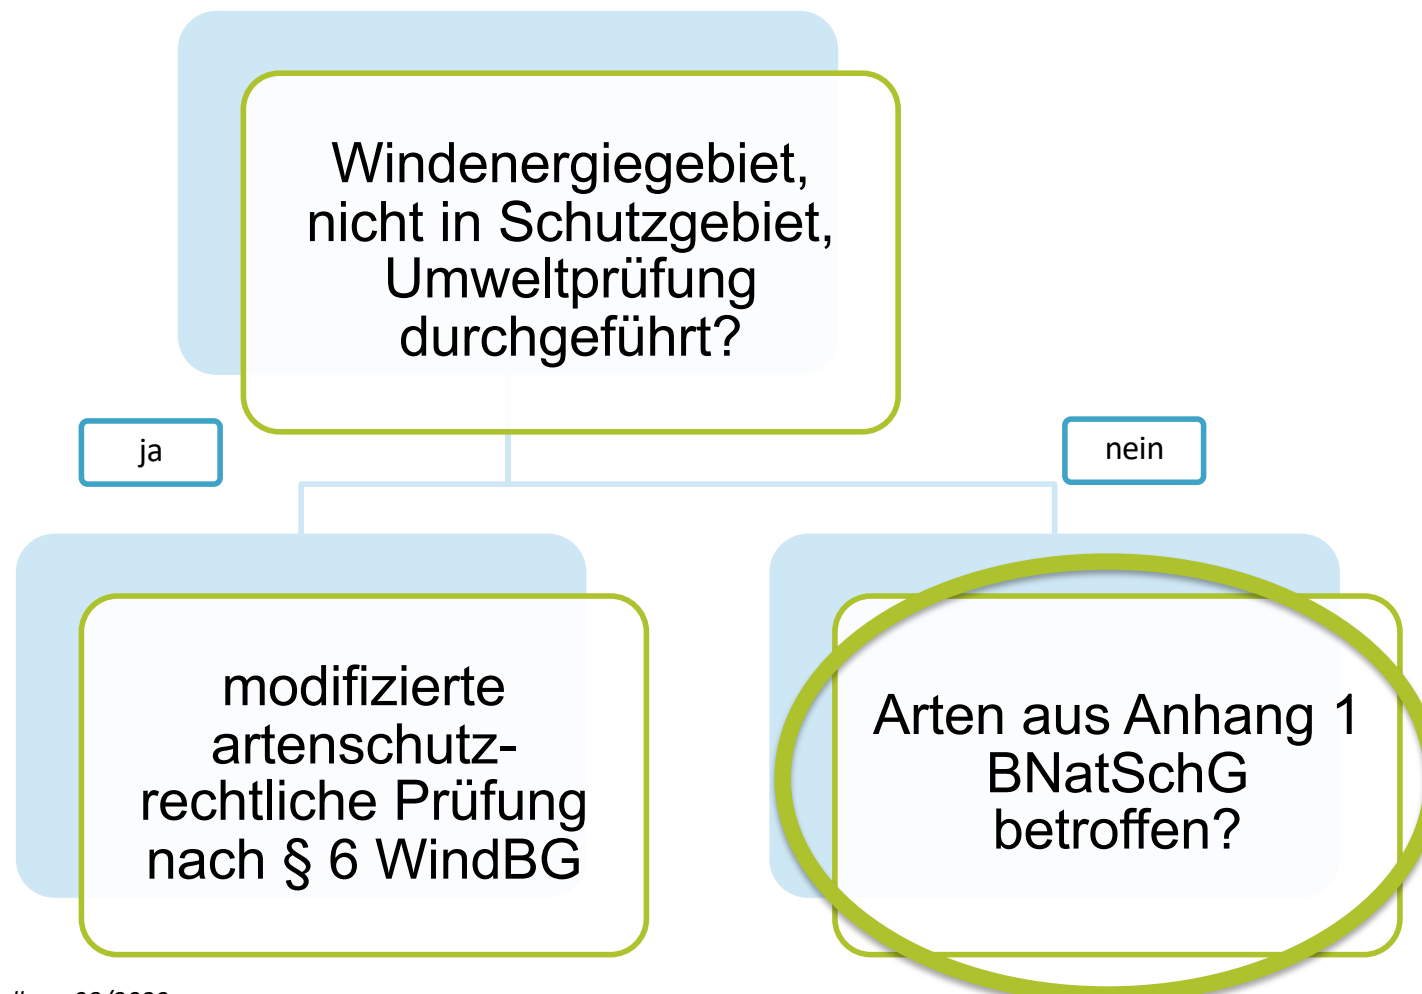 Windenergiegebiet,
nicht in Schutzgebiet,
Umweltprüfung
durchgeführt?
ja
nein
modifizierte
artenschutz-
rechtliche Prüfung
nach § 6 WindBG
Arten aus Anhang 1
BNatSchG
betroffen?